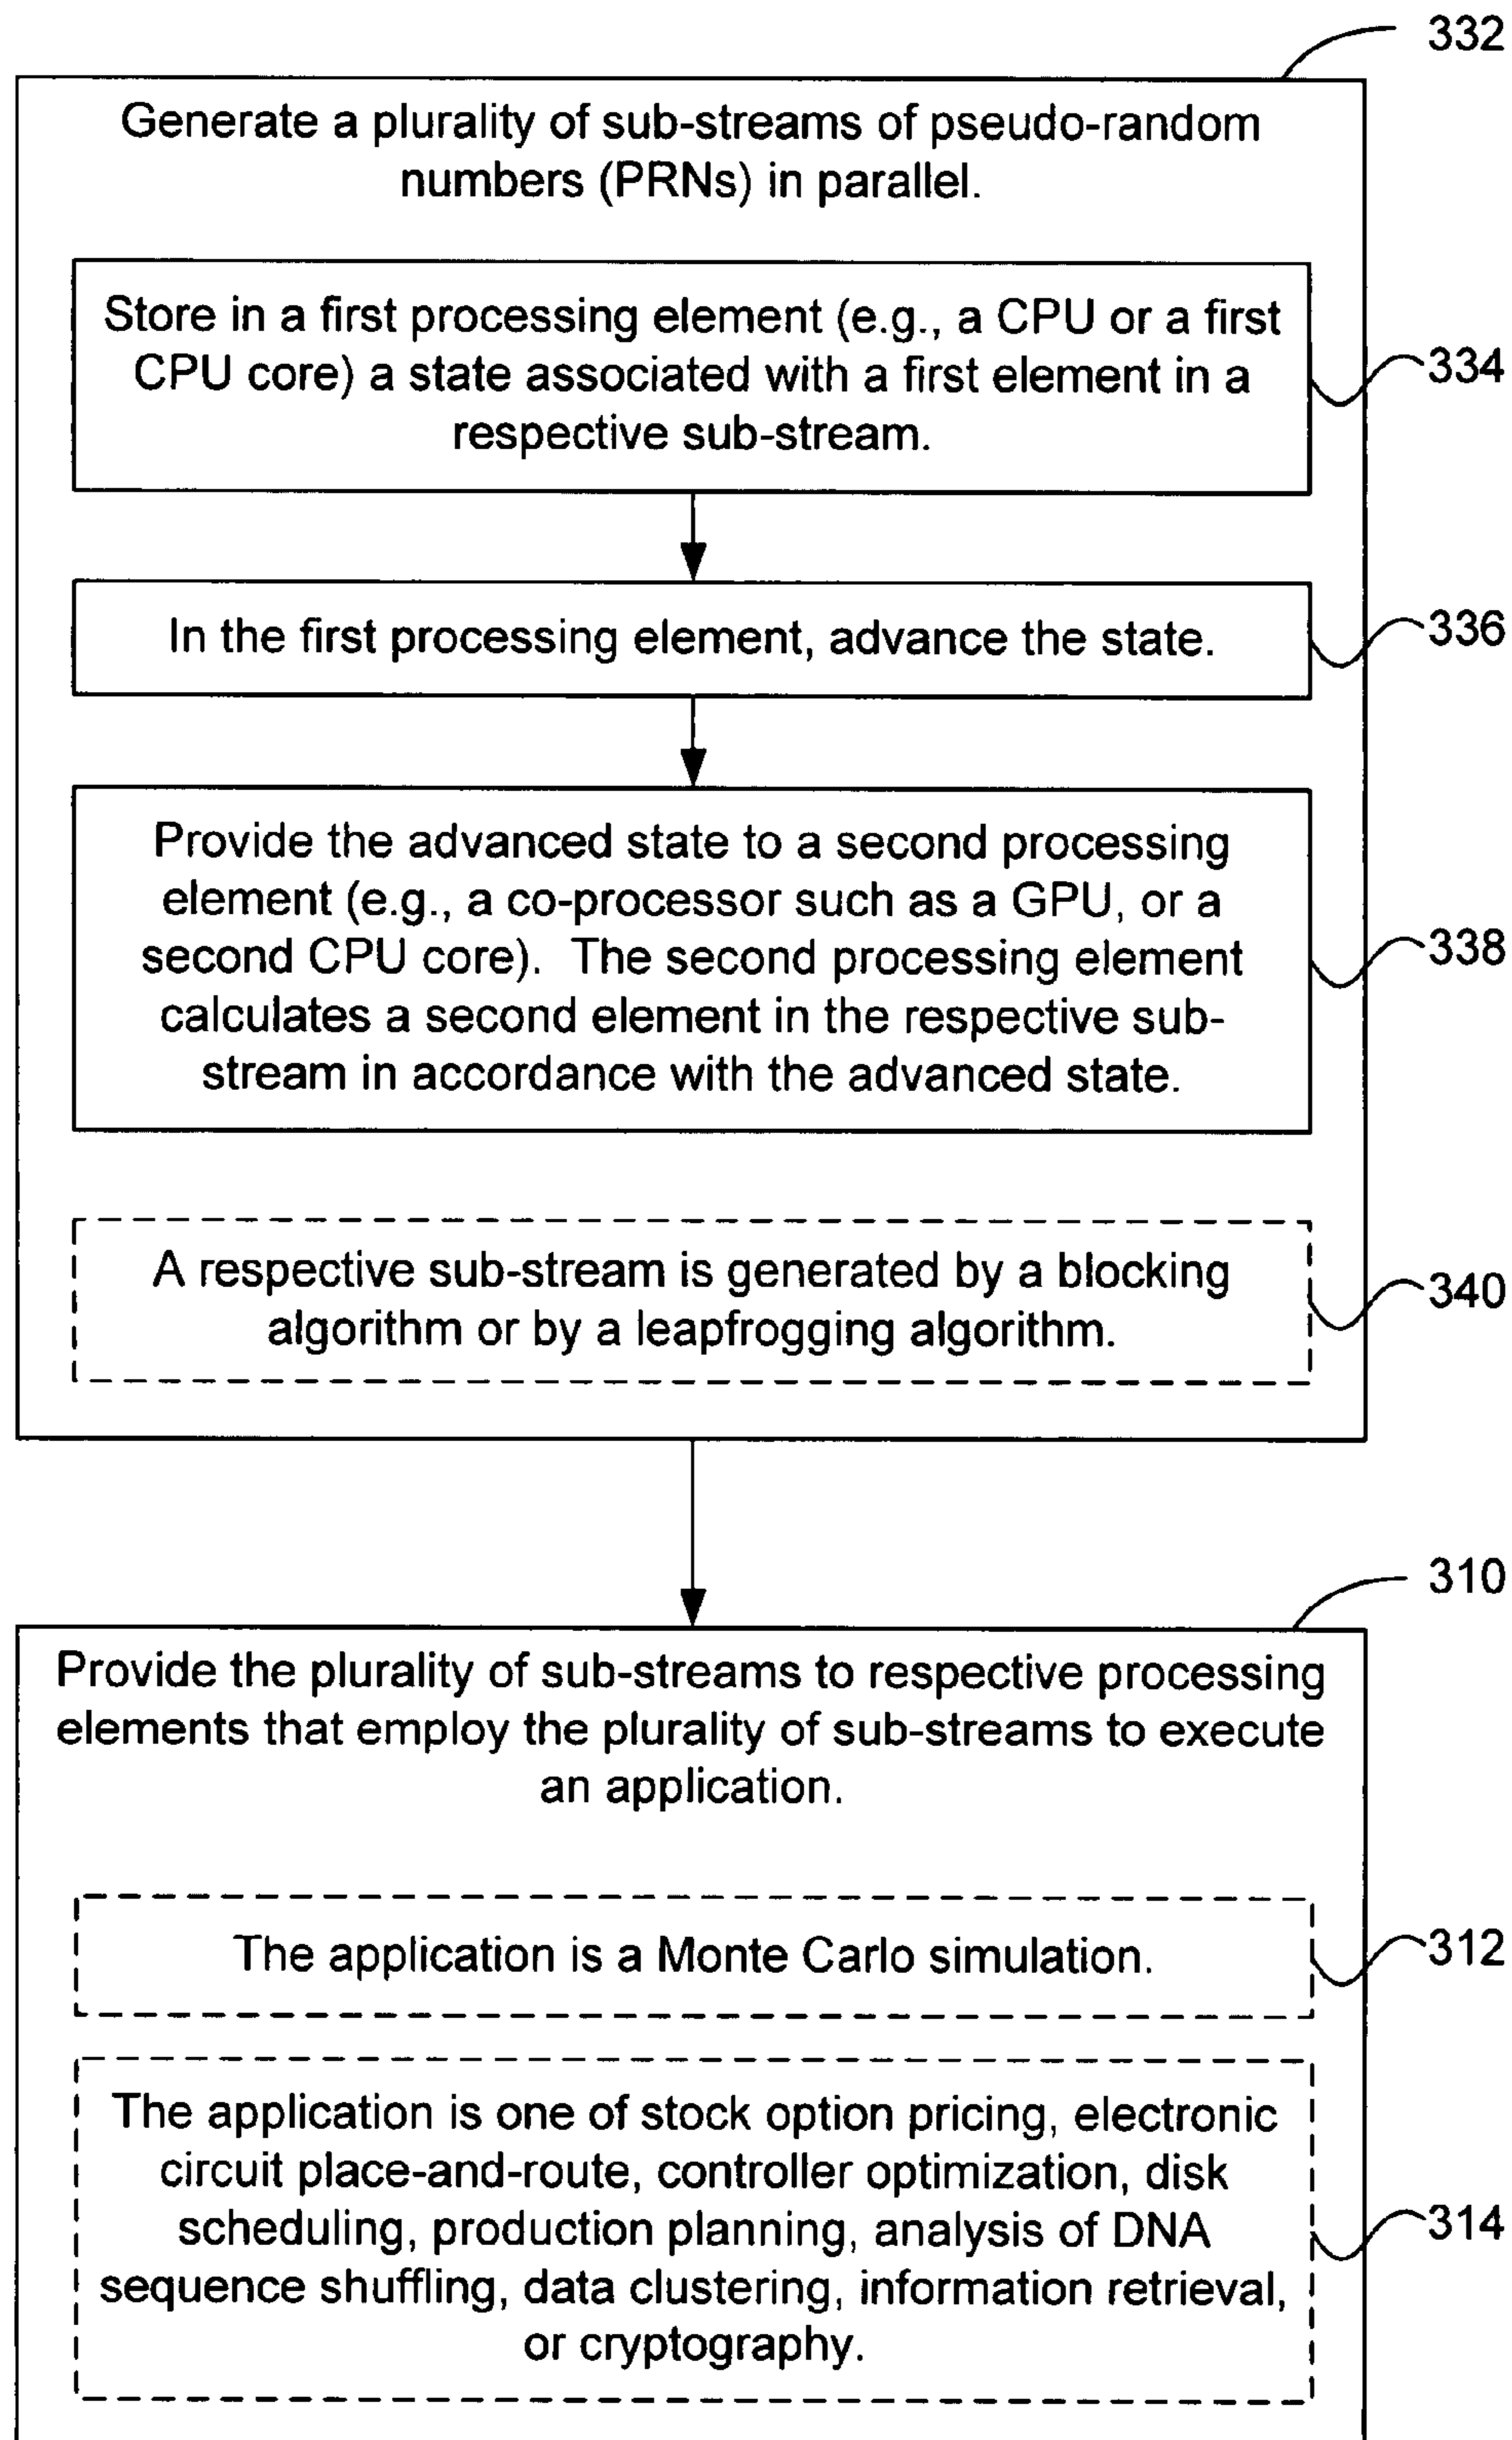 332
Generate a plurality of sub-streams of pseudo-random
numbers (PRNs) in parallel.
Store in a first processing element (e.g., a CPU or a first
CPU core) a state associated with a first element in a
respective sub-stream.
334
In the first processing element, advance the state.
336
Provide the advanced state to a second processing
element (e.g., a co-processor such as a GPU, or a
second CPU core).  The second processing element
calculates a second element in the respective sub-
stream in accordance with the advanced state.
338
A respective sub-stream is generated by a blocking
algorithm or by a leapfrogging algorithm.
340
310
Provide the plurality of sub-streams to respective processing
elements that employ the plurality of sub-streams to execute
an application.
The application is a Monte Carlo simulation.
312
The application is one of stock option pricing, electronic
circuit place-and-route, controller optimization, disk
scheduling, production planning, analysis of DNA
sequence shuffling, data clustering, information retrieval,
or cryptography.
314